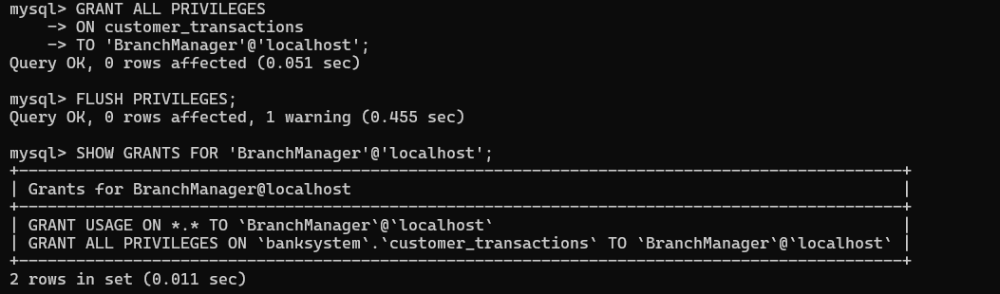 mysql> GRANT ALL PRIVILEGES
    -> ON customer_transactions
    -> TO 'BranchManager'@'localhost';
Query OK, 0 rows affected (0.051 sec)

mysql> FLUSH PRIVILEGES;
Query OK, 0 rows affected, 1 warning (0.455 sec)

mysql> SHOW GRANTS FOR 'BranchManager'@'localhost';
+---------------------------------------------------------------------------------------------+
| Grants for BranchManager@localhost                                                          |
+---------------------------------------------------------------------------------------------+
| GRANT USAGE ON *.* TO `BranchManager`@`localhost`                                           |
| GRANT ALL PRIVILEGES ON `banksystem`.`customer_transactions` TO `BranchManager`@`localhost` |
+---------------------------------------------------------------------------------------------+
2 rows in set (0.011 sec)